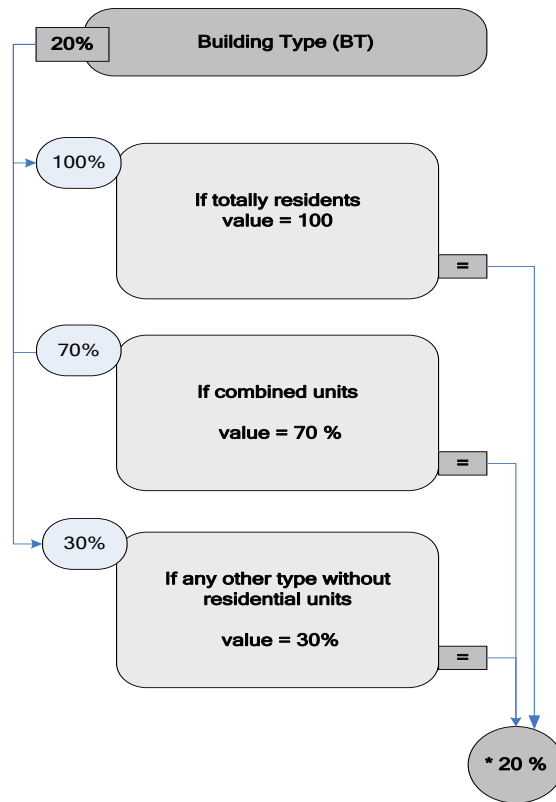 20%
Building Type (BT)
100%
If totally residents
value = 100
=
70%
If combined units
value = 70 %
=
30%
If any other type without
residential units
value = 30%
=
* 20 %